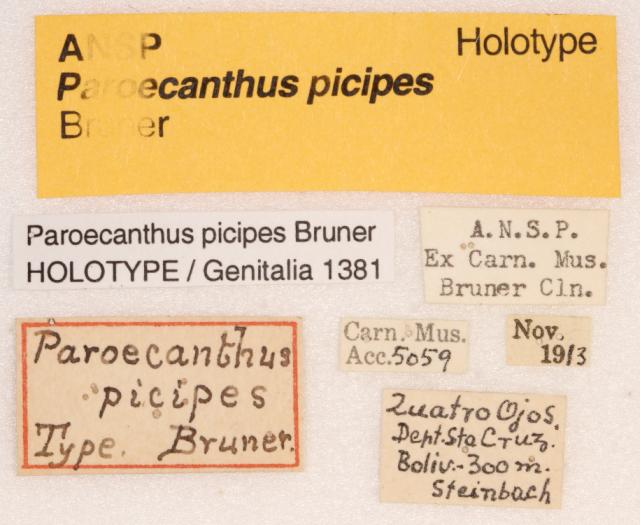 ANSP Holotype
Paroecanthus picipes
Bruner
Paroecanthus picipes Bruner
HOLOTYPE / Genitalia 1381
A.N.S.P.
Ex Carn. Mus.
Bruner Cln.
Paroecanthus
picipes
Type. Bruner.
Carn. Mus.
Acc. 5059
Nov.
1913
Quatro Ojos.
Dept. Sta Cruz.
Boliv.-300 m.
Steinbach